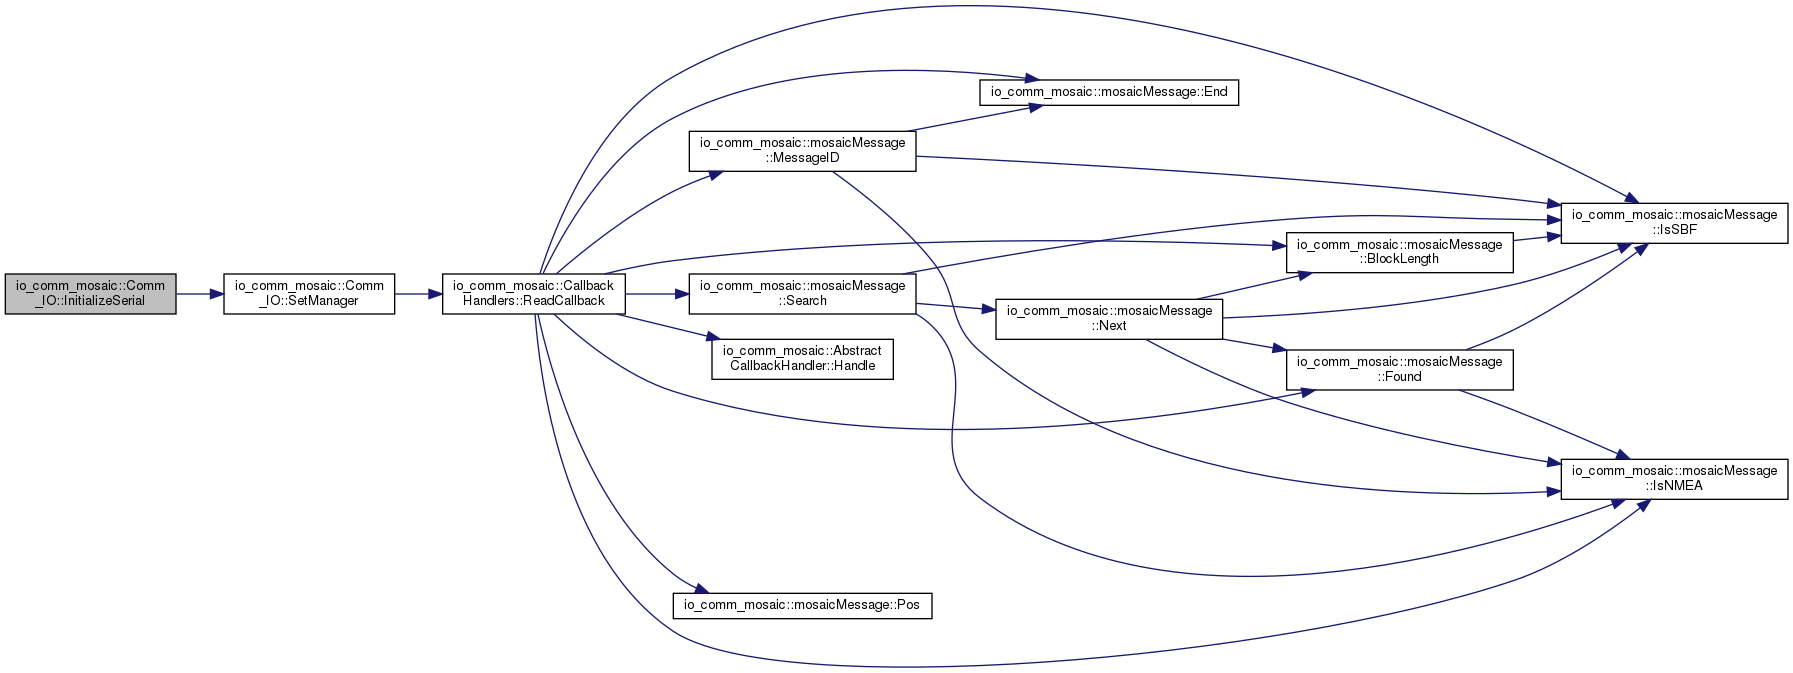 io_comm_mosaic::Comm
_IO::InitializeSerial
io_comm_mosaic::Comm
_IO::SetManager
io_comm_mosaic::Callback
Handlers::ReadCallback
io_comm_mosaic::mosaicMessage::End
io_comm_mosaic::mosaicMessage
::MessageID
io_comm_mosaic::mosaicMessage
::Search
io_comm_mosaic::Abstract
CallbackHandler::Handle
io_comm_mosaic::mosaicMessage::Pos
io_comm_mosaic::mosaicMessage
::Next
io_comm_mosaic::mosaicMessage
::BlockLength
io_comm_mosaic::mosaicMessage
::Found
io_comm_mosaic::mosaicMessage
::IsSBF
io_comm_mosaic::mosaicMessage
::IsNMEA